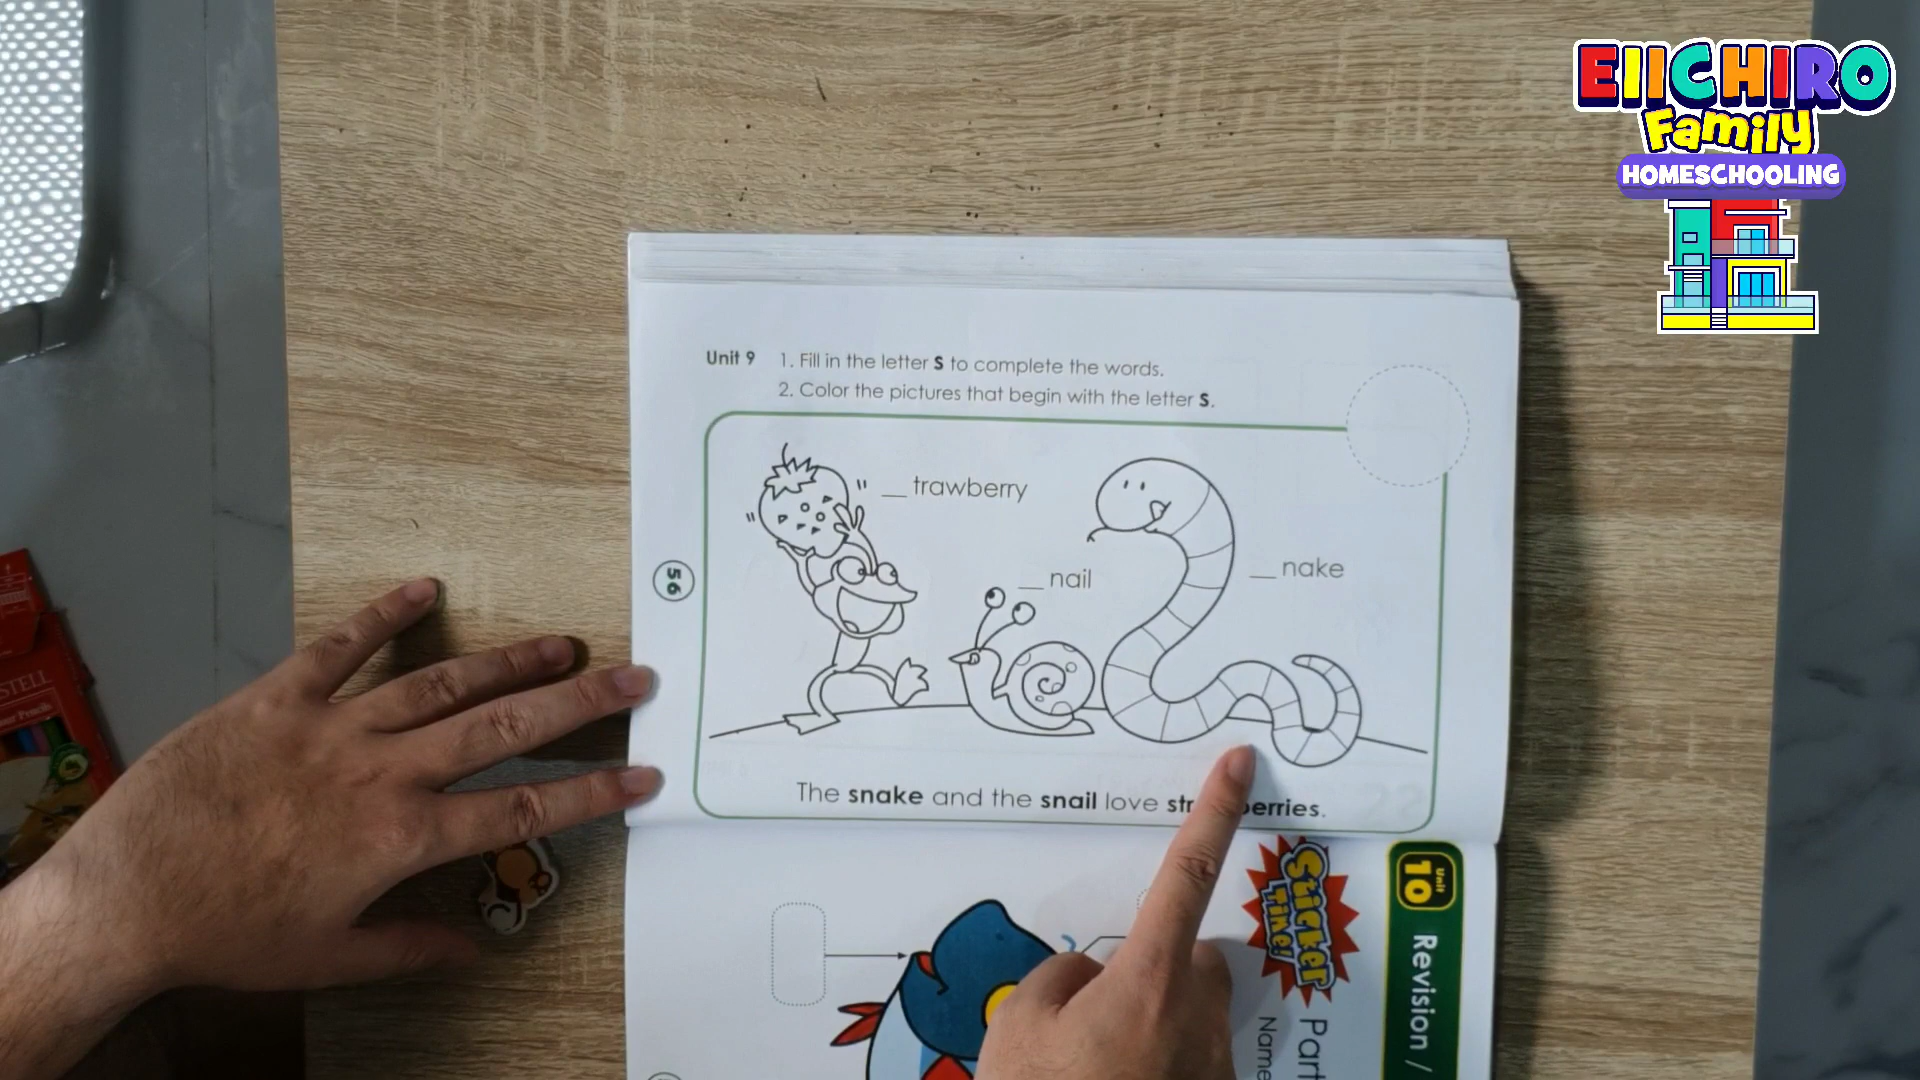 EIICHIRO
Family
HOMESCHOOLING
Unit 9 1. Fill in the letter S to complete the words.
2. Color the pictures that begin with the letter S.
__ trawberry
__ nail
__ nake
56
The snake and the snail love str berries.
Sticker
Time!
Unit
10
Revision /
Part
Name